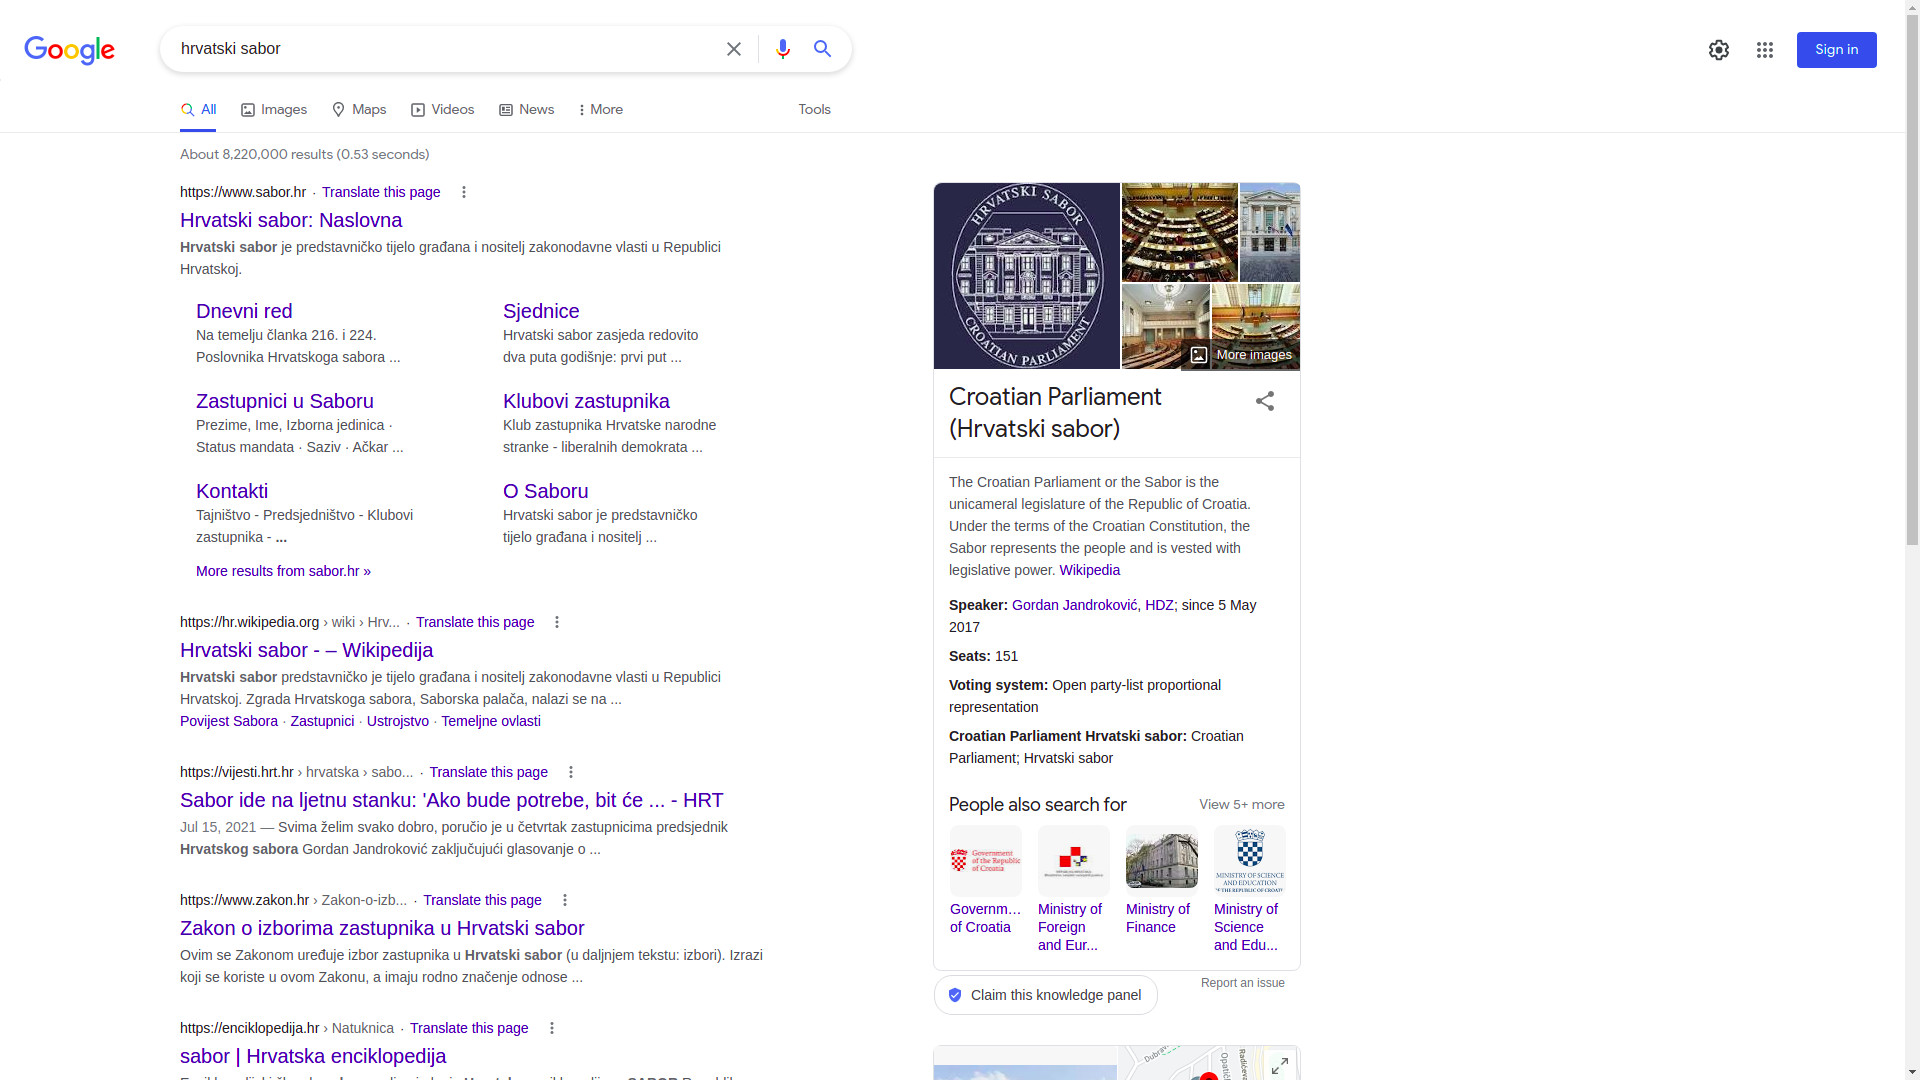 Google
hrvatski sabor
Sign in
All
Images
Maps
Videos
News
More
Tools
About 8,220,000 results (0.53 seconds)
https://www.sabor.hr · Translate this page
Hrvatski sabor: Naslovna
Hrvatski sabor je predstavničko tijelo građana i nositelj zakonodavne vlasti u Republici
Hrvatskoj.
Dnevni red
Na temelju članka 216. i 224.
Poslovnika Hrvatskoga sabora ...
Sjednice
Hrvatski sabor zasjeda redovito
dva puta godišnje: prvi put ...
Zastupnici u Saboru
Prezime, Ime, Izborna jedinica ·
Status mandata · Saziv · Ačkar ...
Klubovi zastupnika
Klub zastupnika Hrvatske narodne
stranke - liberalnih demokrata ...
Kontakti
Tajništvo - Predsjedništvo - Klubovi
zastupnika - ...
O Saboru
Hrvatski sabor je predstavničko
tijelo građana i nositelj ...
More results from sabor.hr »
https://hr.wikipedia.org › wiki › Hrv... · Translate this page
Hrvatski sabor - – Wikipedija
Hrvatski sabor predstavničko je tijelo građana i nositelj zakonodavne vlasti u Republici
Hrvatskoj. Zgrada Hrvatskoga sabora, Saborska palača, nalazi se na ...
Povijest Sabora · Zastupnici · Ustrojstvo · Temeljne ovlasti
https://vijesti.hrt.hr › hrvatska › sabo... · Translate this page
Sabor ide na ljetnu stanku: 'Ako bude potrebe, bit će ... - HRT
Jul 15, 2021 — Svima želim svako dobro, poručio je u četvrtak zastupnicima predsjednik
Hrvatskog sabora Gordan Jandroković zaključujući glasovanje o ...
https://www.zakon.hr › Zakon-o-izb... · Translate this page
Zakon o izborima zastupnika u Hrvatski sabor
Ovim se Zakonom uređuje izbor zastupnika u Hrvatski sabor (u daljnjem tekstu: izbori). Izrazi
koji se koriste u ovom Zakonu, a imaju rodno značenje odnose ...
https://enciklopedija.hr › Natuknica · Translate this page
sabor | Hrvatska enciklopedija
HRVATSKI SABOR
CROATIAN PARLIAMENT
More images
Croatian Parliament
(Hrvatski sabor)
The Croatian Parliament or the Sabor is the
unicameral legislature of the Republic of Croatia.
Under the terms of the Croatian Constitution, the
Sabor represents the people and is vested with
legislative power. Wikipedia
Speaker: Gordan Jandroković, HDZ; since 5 May
2017
Seats: 151
Voting system: Open party-list proportional
representation
Croatian Parliament Hrvatski sabor: Croatian
Parliament; Hrvatski sabor
People also search for
View 5+ more
Government
of the Republic
of Croatia
MINISTRY OF SCIENCE
AND EDUCATION
Governm...
of Croatia
Ministry of
Foreign
and Eur...
Ministry of
Finance
Ministry of
Science
and Edu...
Claim this knowledge panel
Report an issue